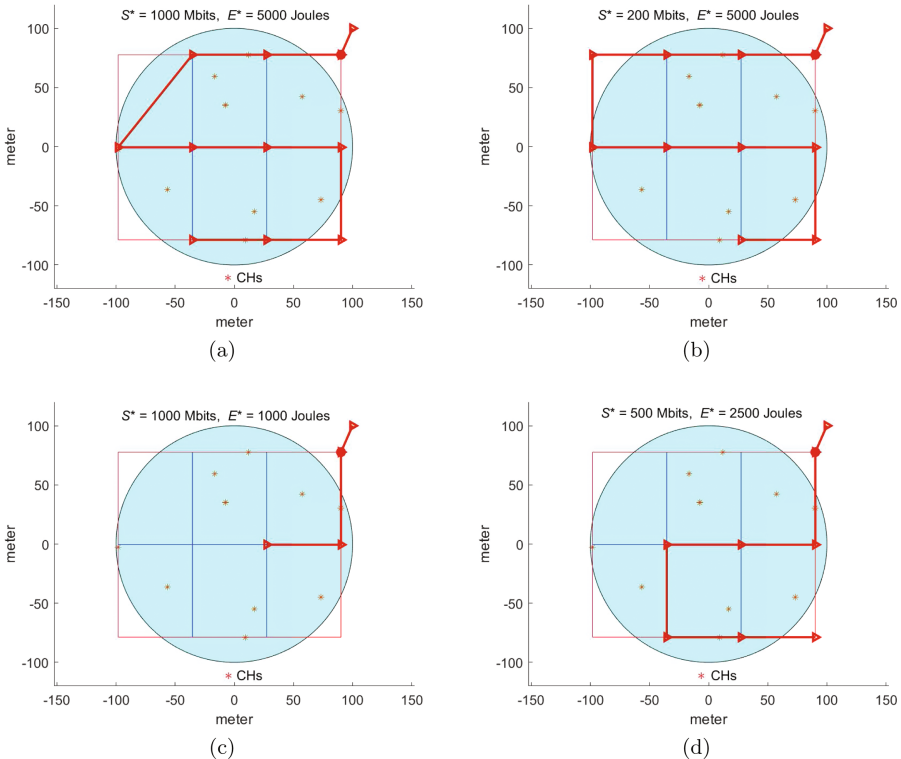 S* = 1000 Mbits, E* = 5000 Joules
100
50
0
-50
-100
meter
* CHs
-150 -100 -50 0 50 100 150
meter
(a)
S* = 200 Mbits, E* = 5000 Joules
100
50
0
-50
-100
meter
* CHs
-150 -100 -50 0 50 100 150
meter
(b)
S* = 1000 Mbits, E* = 1000 Joules
100
50
0
-50
-100
meter
* CHs
-150 -100 -50 0 50 100 150
meter
(c)
S* = 500 Mbits, E* = 2500 Joules
100
50
0
-50
-100
meter
* CHs
-150 -100 -50 0 50 100 150
meter
(d)